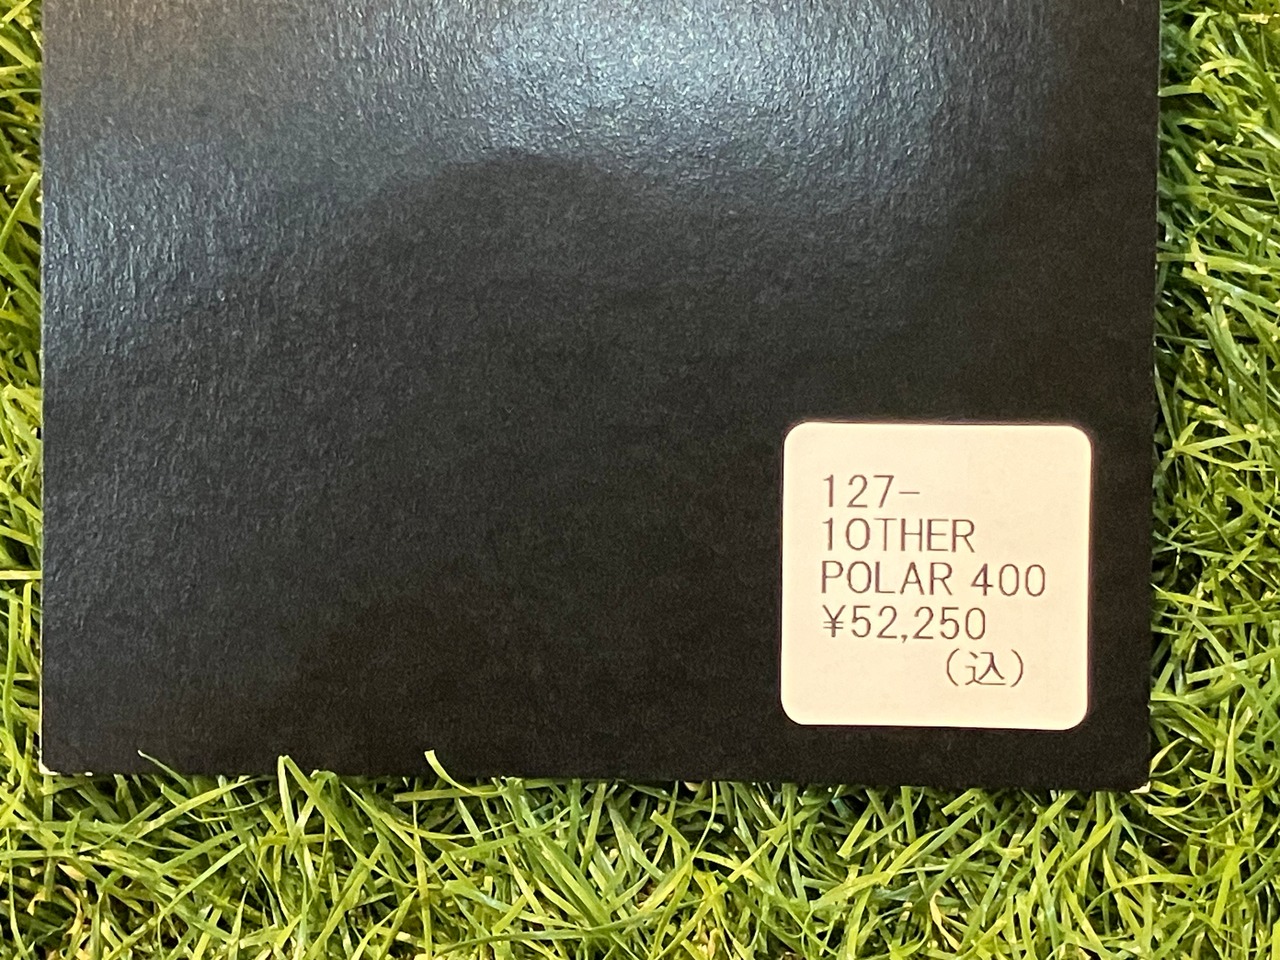 127-
1OTHER
POLAR 400
¥52,250
(込)